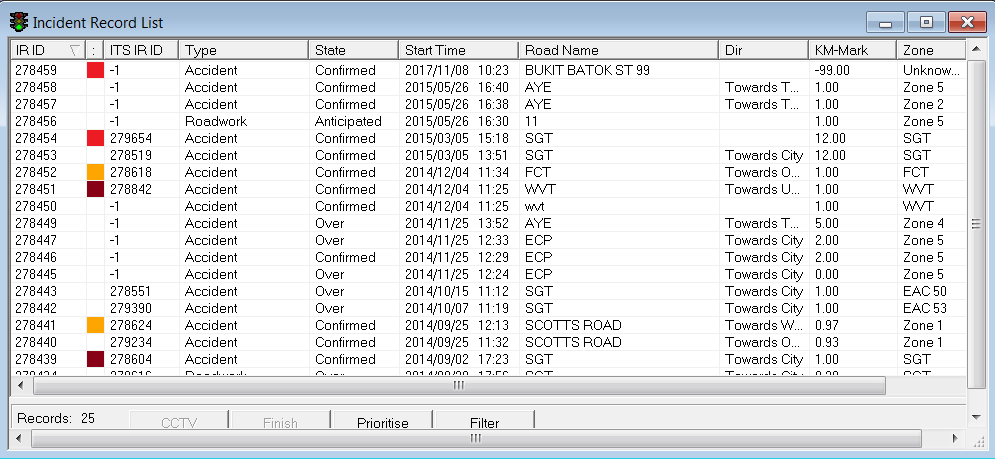 Incident Record List
IR ID : ITS IR ID Type State Start Time Road Name Dir KM-Mark Zone
278459 -1 Accident Confirmed 2017/11/08 10:23 BUKIT BATOK ST 99 -99.00 Unknow...
278458 -1 Accident Confirmed 2015/05/26 16:40 AYE Towards T... 1.00 Zone 5
278457 -1 Accident Confirmed 2015/05/26 16:38 AYE Towards T... 1.00 Zone 2
278456 -1 Roadwork Anticipated 2015/05/26 16:30 11 1.00 Zone 5
278454 279654 Accident Confirmed 2015/03/05 15:18 SGT 12.00 SGT
278453 278519 Accident Confirmed 2015/03/05 13:51 SGT Towards City 12.00 SGT
278452 278618 Accident Confirmed 2014/12/04 11:34 FCT Towards O... 1.00 FCT
278451 278842 Accident Confirmed 2014/12/04 11:25 WVT Towards U... 1.00 WVT
278450 -1 Accident Confirmed 2014/12/04 11:25 wvt 1.00 WVT
278449 -1 Accident Over 2014/11/25 13:52 AYE Towards T... 5.00 Zone 4
278447 -1 Accident Over 2014/11/25 12:33 ECP Towards City 2.00 Zone 5
278446 -1 Accident Confirmed 2014/11/25 12:29 ECP Towards City 2.00 Zone 5
278445 -1 Accident Over 2014/11/25 12:24 ECP Towards City 0.00 Zone 5
278443 278551 Accident Over 2014/10/15 11:12 SGT Towards City 1.00 EAC 50
278442 279390 Accident Over 2014/10/07 11:19 SGT Towards City 1.00 EAC 53
278441 278624 Accident Confirmed 2014/09/25 12:13 SCOTTS ROAD Towards W... 0.97 Zone 1
278440 279234 Accident Confirmed 2014/09/25 11:32 SCOTTS ROAD Towards O... 0.93 Zone 1
278439 278604 Accident Confirmed 2014/09/02 17:23 SGT Towards City 1.00 SGT
Roadwork Over SGT Towards City SGT
Records: 25 CCTV Finish Prioritise Filter